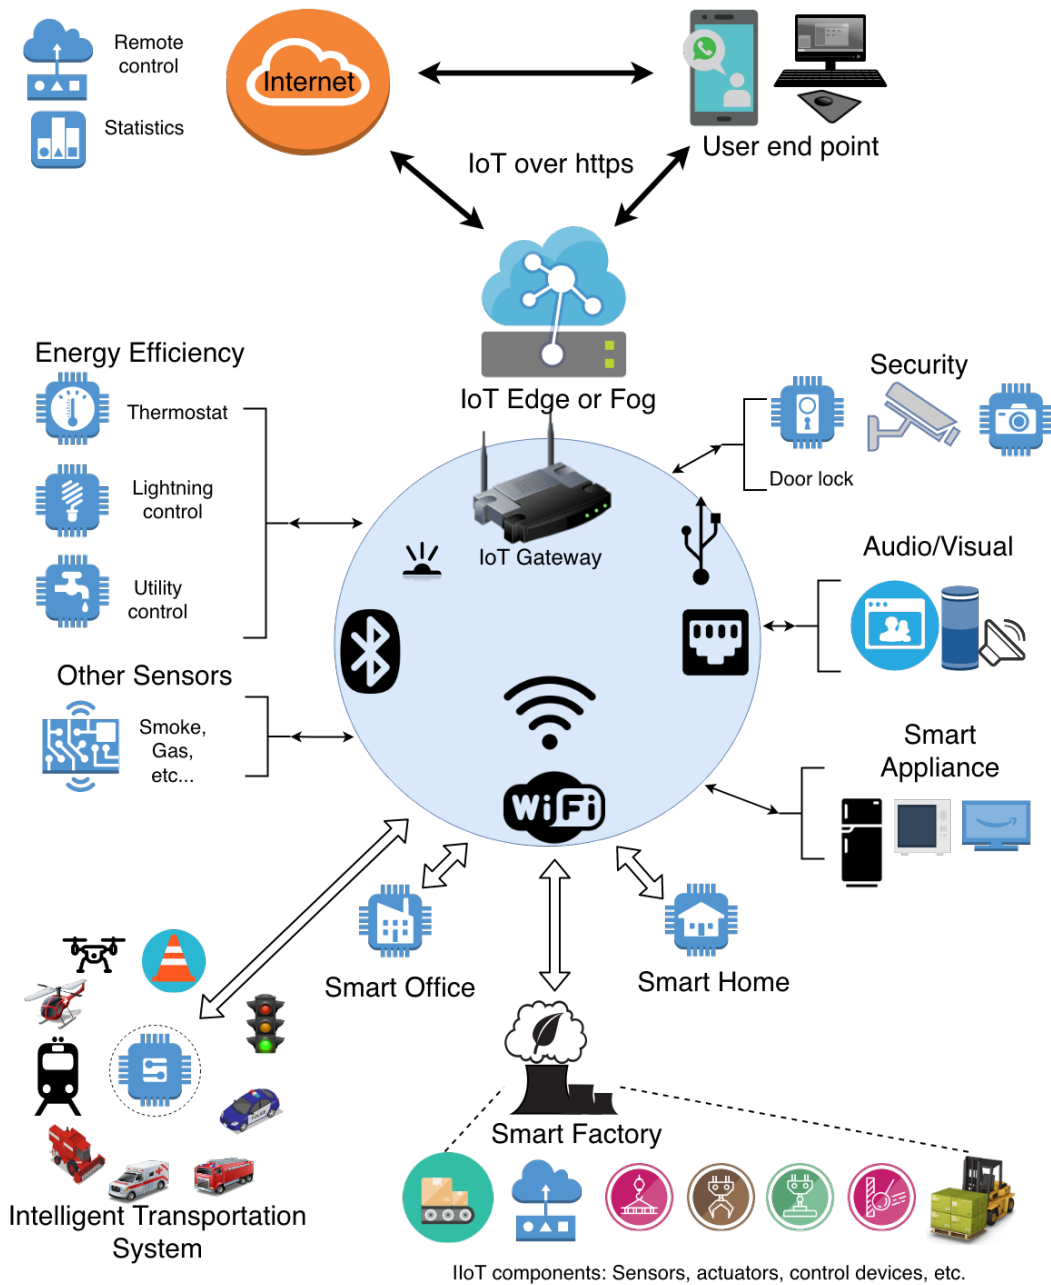 Remote
control
Statistics
Internet
User end point
IoT over https
IoT Edge or Fog
Energy Efficiency
Thermostat
Lightning
control
Utility
control
Security
Door lock
IoT Gateway
Audio/Visual
Other Sensors
Smoke,
Gas,
etc...
Smart
Appliance
WiFi
Smart Office
Smart Home
POLICE
Smart Factory
Intelligent Transportation
System
IIoT components: Sensors, actuators, control devices, etc.